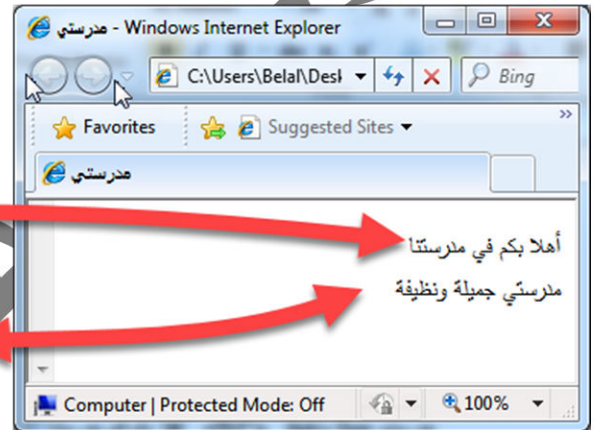 مدرستي - Windows Internet Explorer
C:\Users\Belal\Desk
Bing
Favorites
Suggested Sites
مدرستي
أهلا بكم في مدرستنا
مدرستي جميلة ونظيفة
Computer | Protected Mode: Off
100%